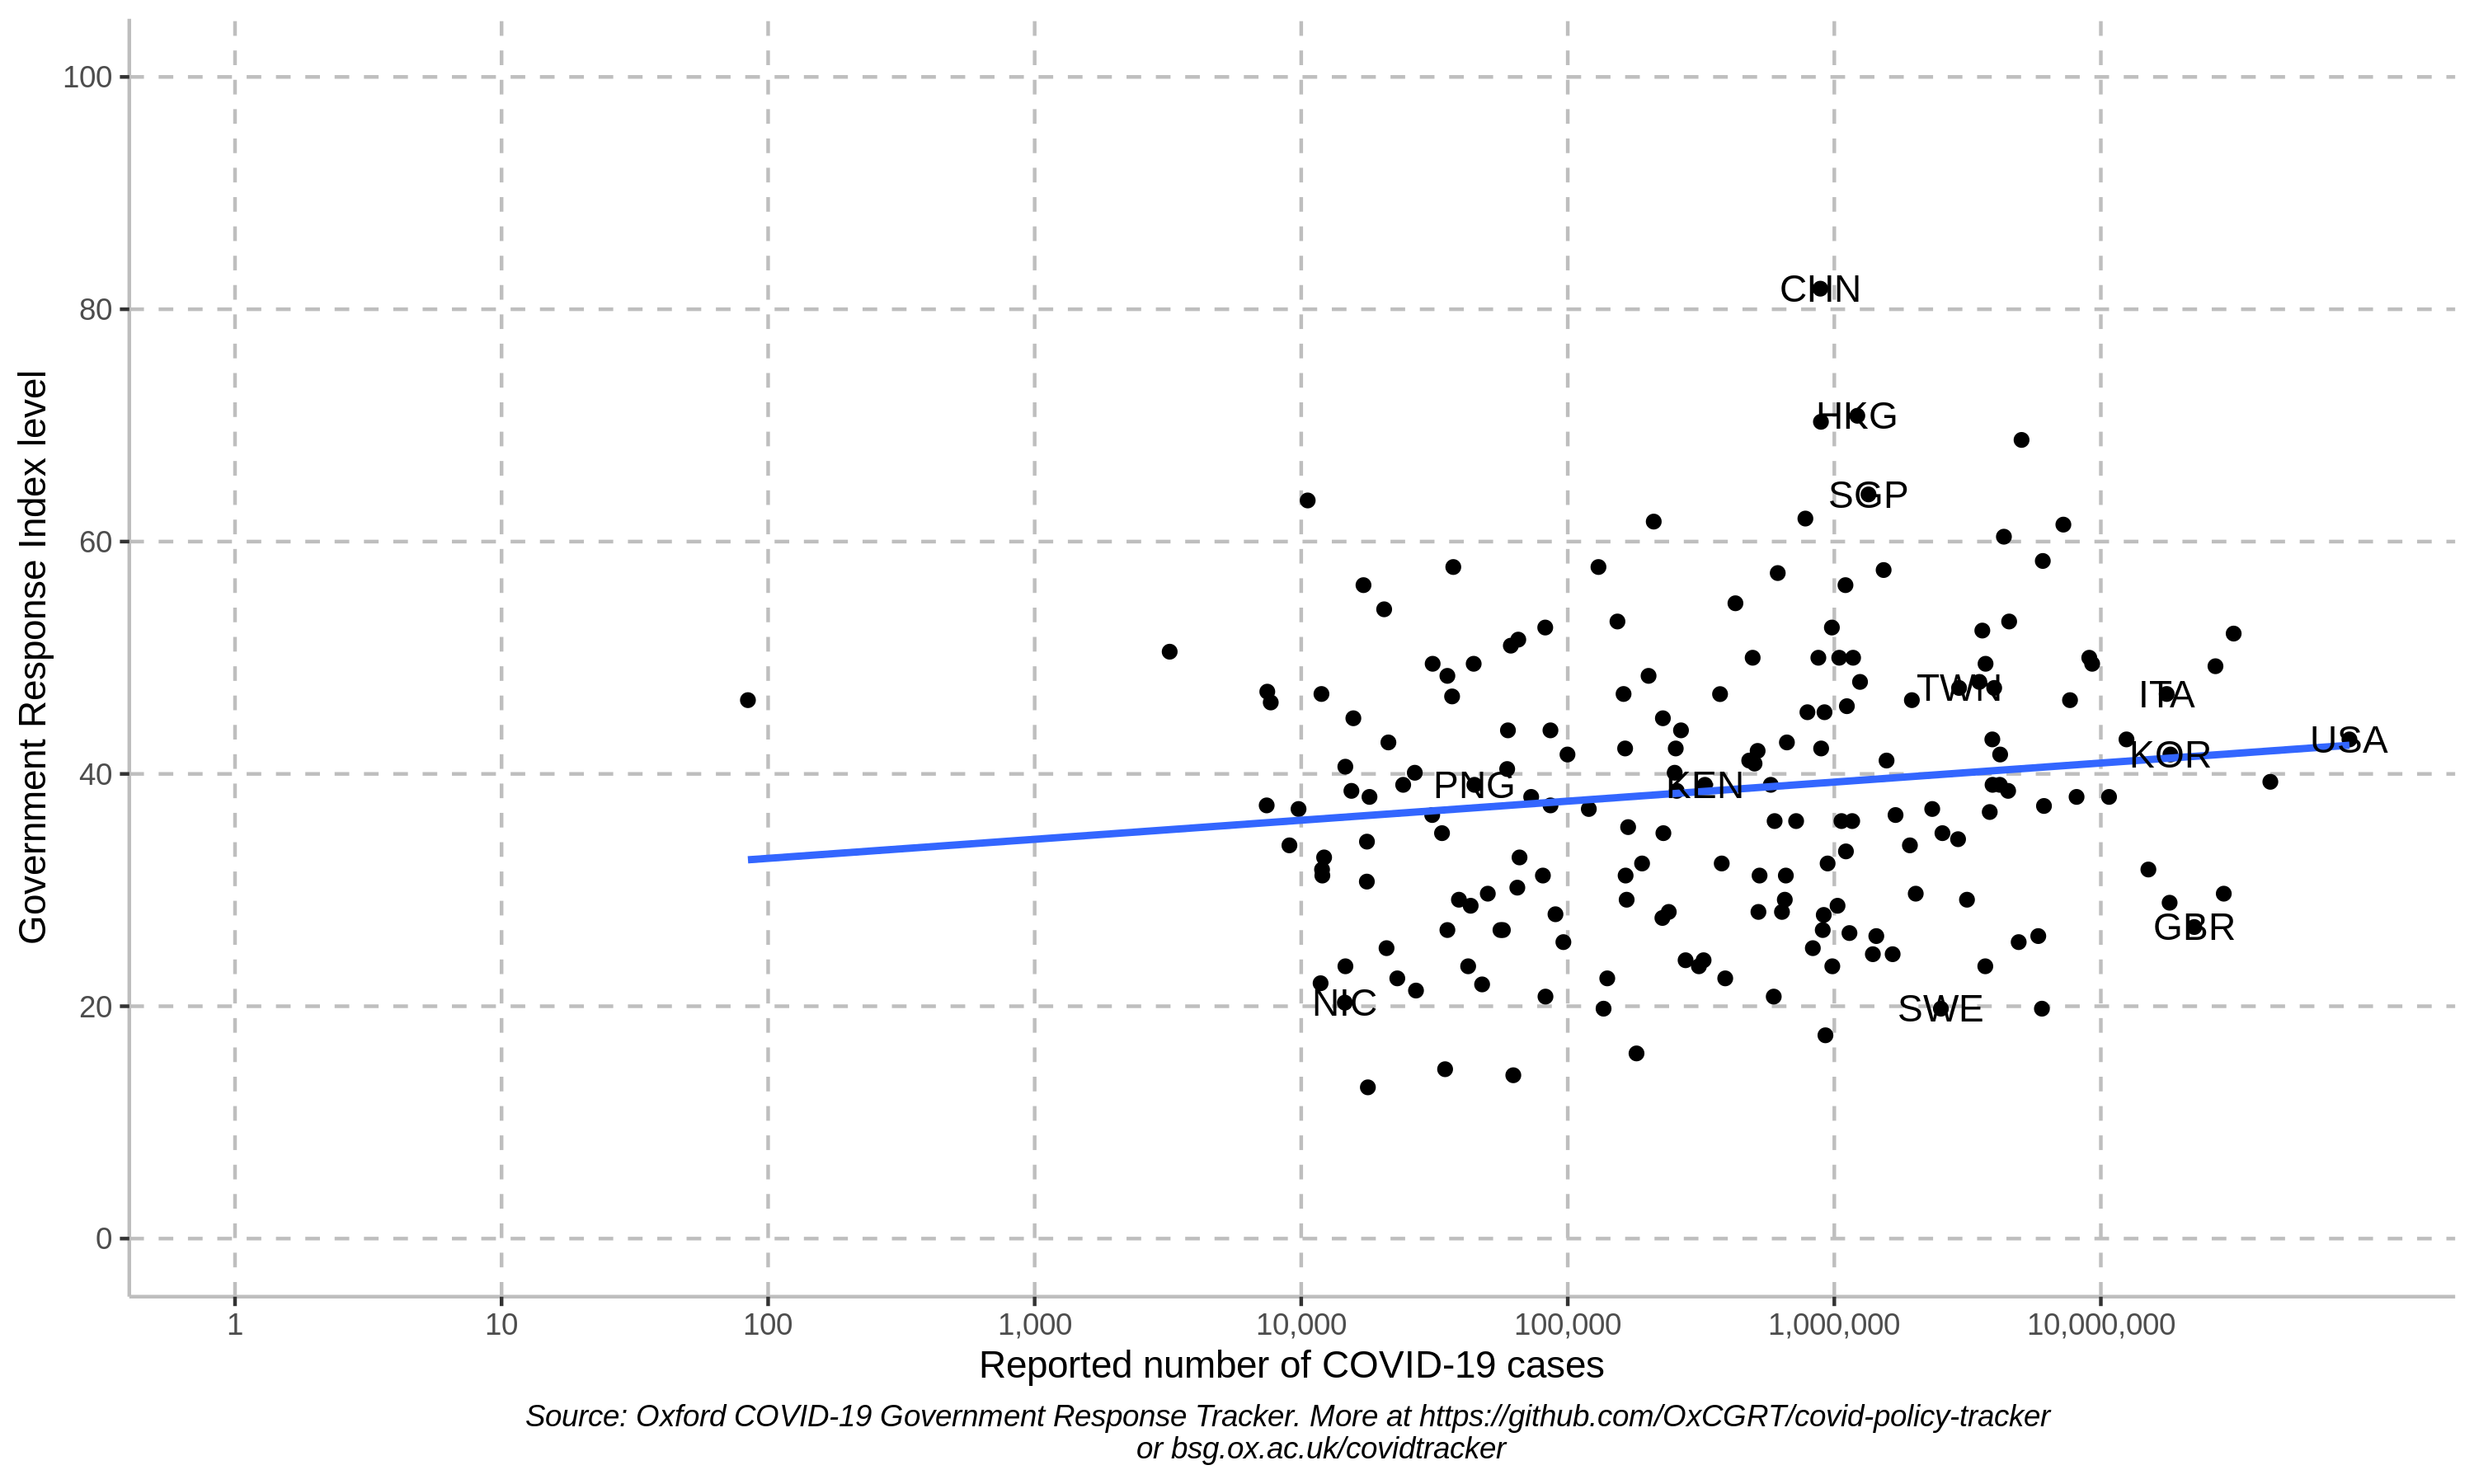 100
80
60
40
20
0
Government Response Index level
CHN
HKG
SGP
TWN
ITA
USA
KOR
PNG
KEN
GBR
NIC
SWE
1
10
100
1,000
10,000
100,000
1,000,000
10,000,000
Reported number of COVID-19 cases
Source: Oxford COVID-19 Government Response Tracker. More at https://github.com/OxCGRT/covid-policy-tracker
or bsg.ox.ac.uk/covidtracker